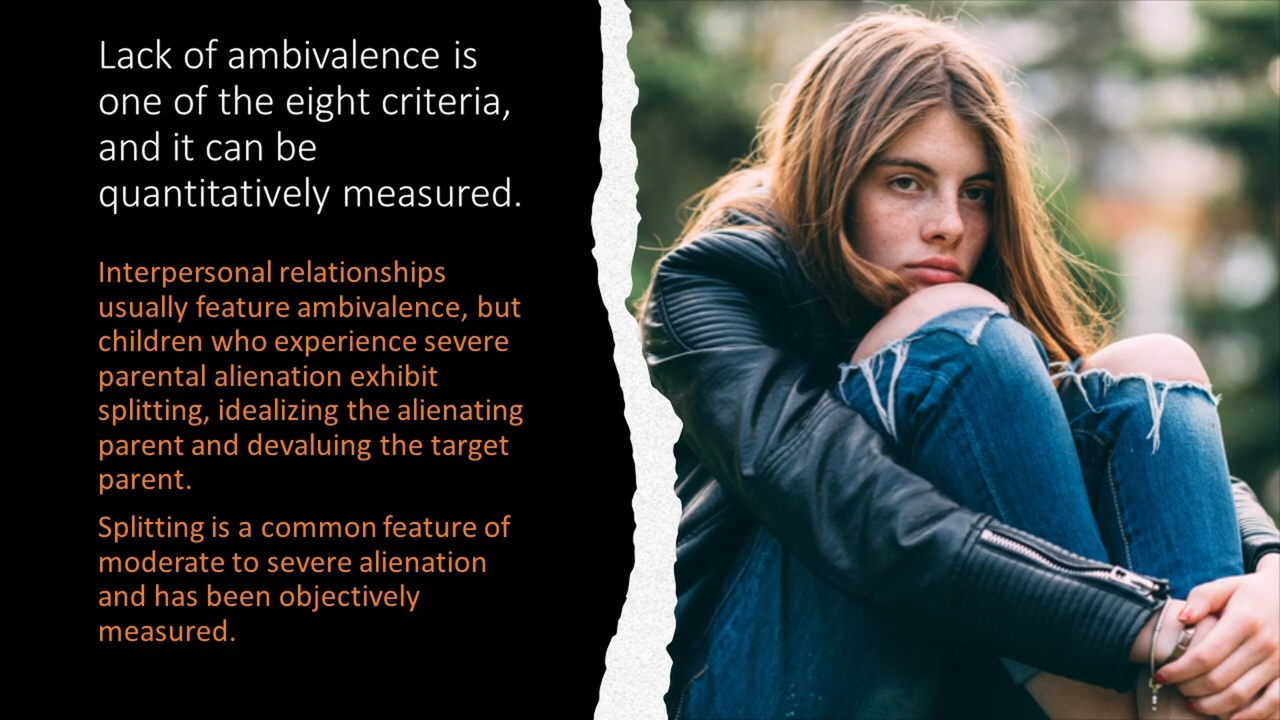 Lack of ambivalence is
one of the eight criteria,
and it can be
quantitatively measured.
Interpersonal relationships
usually feature ambivalence, but
children who experience severe
parental alienation exhibit
splitting, idealizing the alienating
parent and devaluing the target
parent.
Splitting is a common feature of
moderate to severe alienation
and has been objectively
measured.